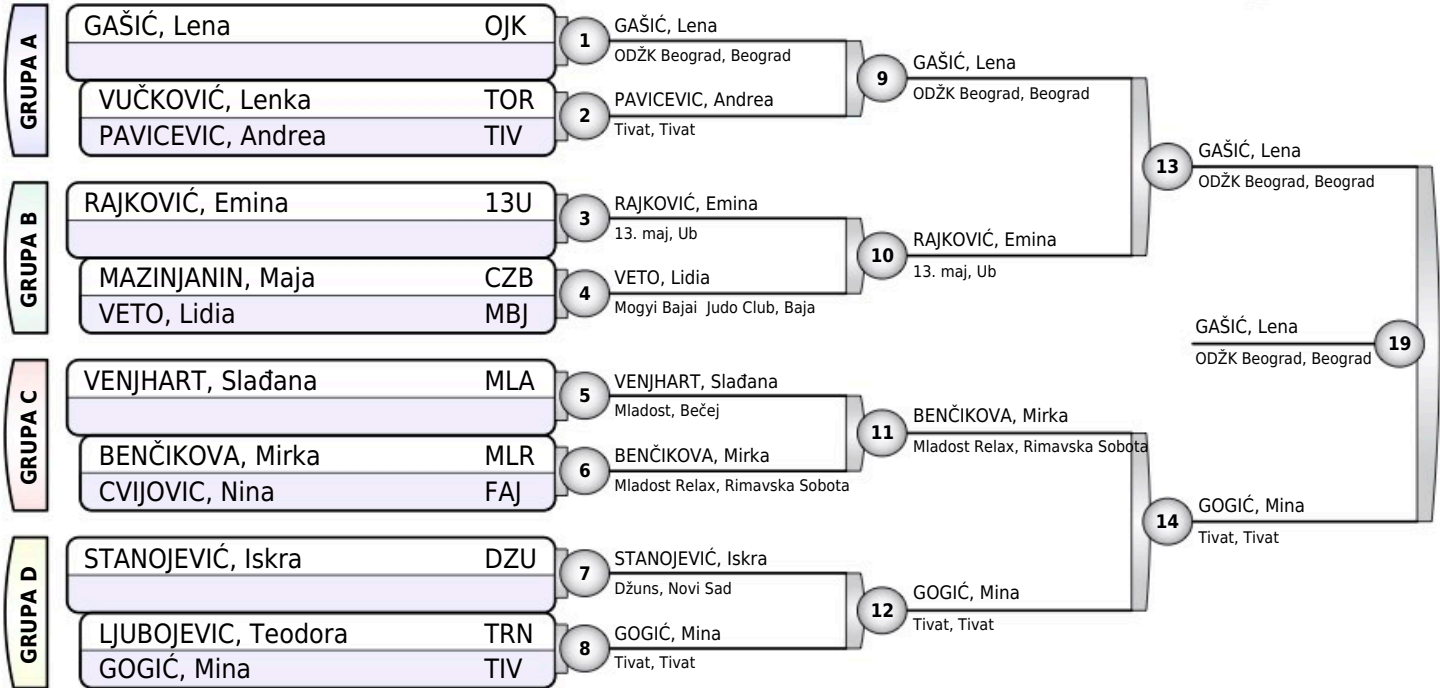 GRUPA A
GAŠIĆ, Lena OJK
VUČKOVIĆ, Lenka TOR
PAVICEVIC, Andrea TIV
GRUPA B
RAJKOVIĆ, Emina 13U
MAZINJANIN, Maja CZB
VETO, Lidia MBJ
GRUPA C
VENJHART, Slađana MLA
BENČIKOVA, Mirka MLR
CVIJOVIC, Nina FAJ
GRUPA D
STANOJEVIĆ, Iskra DZU
LJUBOJEVIC, Teodora TRN
GOGIĆ, Mina TIV
1
GAŠIĆ, Lena
ODŽK Beograd, Beograd
2
PAVICEVIC, Andrea
Tivat, Tivat
3
RAJKOVIĆ, Emina
13. maj, Ub
4
VETO, Lidia
Mogyi Bajai Judo Club, Baja
5
VENJHART, Slađana
Mladost, Bečej
6
BENČIKOVA, Mirka
Mladost Relax, Rimavska Sobota
7
STANOJEVIĆ, Iskra
Džuns, Novi Sad
8
GOGIĆ, Mina
Tivat, Tivat
9
GAŠIĆ, Lena
ODŽK Beograd, Beograd
10
RAJKOVIĆ, Emina
13. maj, Ub
11
BENČIKOVA, Mirka
Mladost Relax, Rimavska Sobota
12
GOGIĆ, Mina
Tivat, Tivat
13
GAŠIĆ, Lena
ODŽK Beograd, Beograd
14
GOGIĆ, Mina
Tivat, Tivat
GAŠIĆ, Lena
ODŽK Beograd, Beograd
19